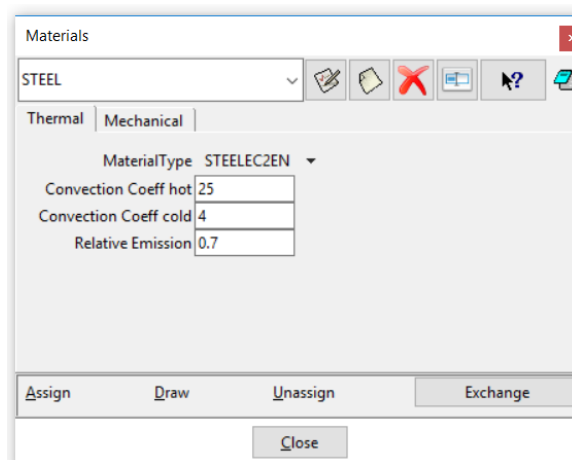 Materials
STEEL
Thermal Mechanical
MaterialType STEELEC2EN
Convection Coeff hot 25
Convection Coeff cold 4
Relative Emission 0.7
Assign Draw Unassign Exchange
Close